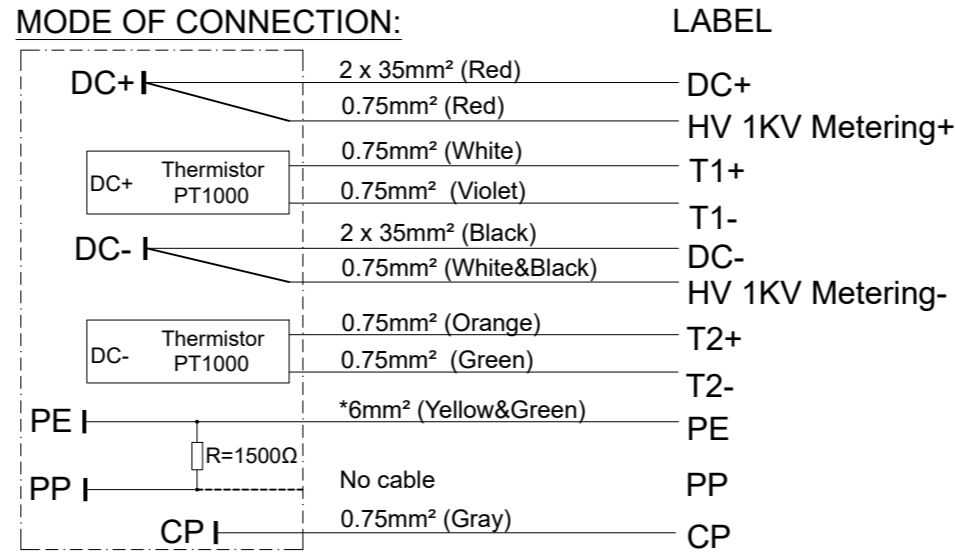 MODE OF CONNECTION: LABEL
DC+ 2 x 35mm² (Red) DC+
0.75mm² (Red) HV 1KV Metering+
0.75mm² (White) T1+
DC+ Thermistor
PT1000
0.75mm² (Violet) T1-
DC- 2 x 35mm² (Black) DC-
0.75mm² (White&Black) HV 1KV Metering-
0.75mm² (Orange) T2+
DC- Thermistor
PT1000
0.75mm² (Green) T2-
PE *6mm² (Yellow&Green) PE
R=1500Ω
PP No cable PP
CP 0.75mm² (Gray) CP